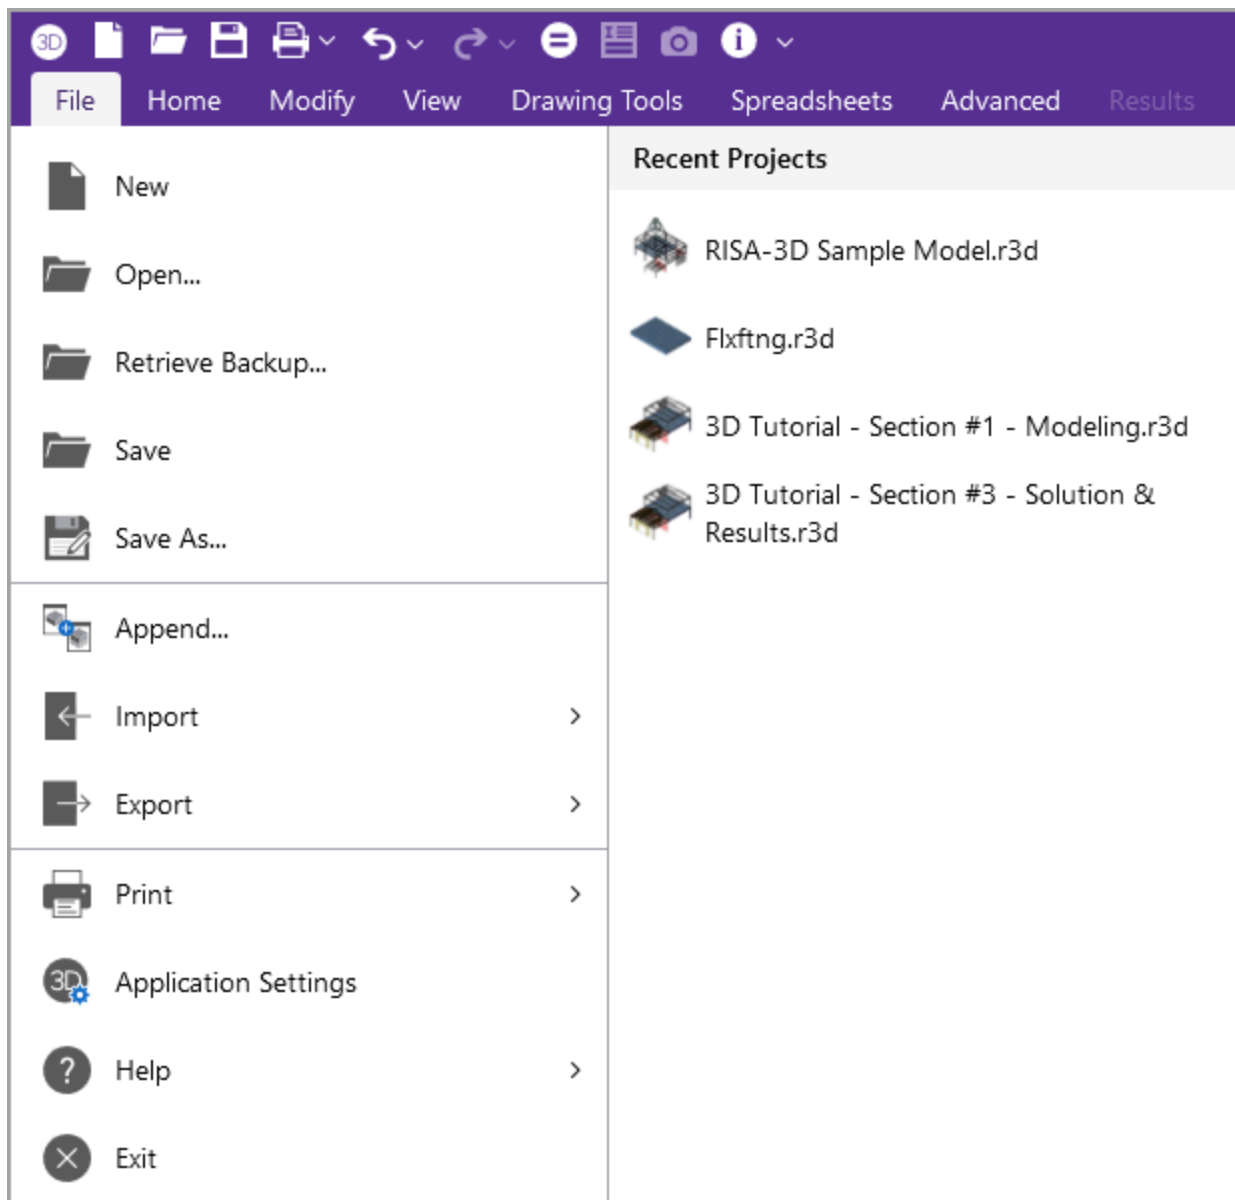 3D
File Home Modify View Drawing Tools Spreadsheets Advanced Results
New
Open...
Retrieve Backup...
Save
Save As...
Append...
Import
Export
Print
3D Application Settings
Help
Exit
Recent Projects
RISA-3D Sample Model.r3d
Flxftng.r3d
3D Tutorial - Section #1 - Modeling.r3d
3D Tutorial - Section #3 - Solution &
Results.r3d